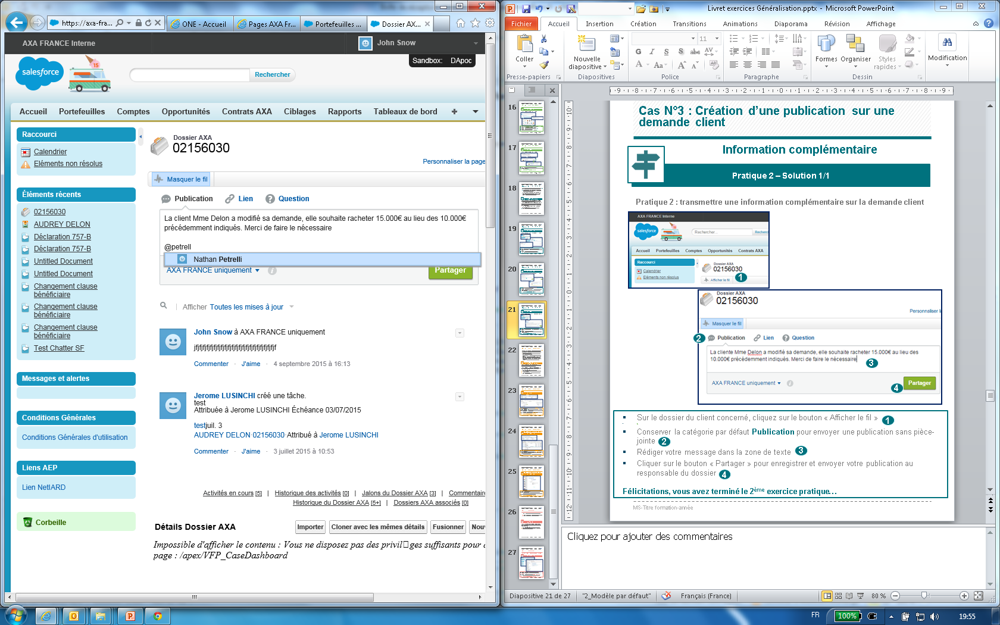 https://axa-fra...
ONE - Accueil
Pages AXA Fr...
Portefeuilles ...
Dossier AX...
AXA FRANCE Interne
John Snow
Sandbox: DApoc
salesforce
15
Rechercher
Accueil Portefeuilles Comptes Opportunités Contrats AXA Ciblages Rapports Tableaux de bord +
Raccourci
Calendrier
Eléments non résolus
Éléments récents
02156030
AUDREY DELON
Déclaration 757-B
Déclaration 757-B
Untitled Document
Untitled Document
Changement clause
bénéficiaire
Changement clause
bénéficiaire
Changement clause
bénéficiaire
Test Chatter SF
Messages et alertes
Conditions Générales
Conditions Générales d'utilisation
Liens AEP
Lien NetIARD
Corbeille
Dossier AXA
02156030
Personnaliser la page
Masquer le fil
Publication Lien Question
La client Mme Delon a modifié sa demande, elle souhaite racheter 15.000€ au lieu des 10.000€
précédemment indiqués. Merci de faire le nécessaire
@petrell
Nathan Petrelli
AXA FRANCE uniquement
Partager
Afficher Toutes les mises à jour
John Snow à AXA FRANCE uniquement
Commenter · J'aime · 4 septembre 2015 à 16:13
Jerome LUSINCHI créé une tâche.
test
Attribuée à Jerome LUSINCHI Échéance 03/07/2015
testjuil. 3
AUDREY DELON·02156030·Attribué à Jerome LUSINCHI
Commenter · J'aime · 3 juillet 2015 à 10:53
Activités en cours [5] | Historique des activités [0] | Jalons du Dossier AXA [3] | Commentaire
Historique du Dossier AXA [5+] | Dossiers AXA associés [0]
Détails Dossier AXA
Importer Cloner avec les mêmes détails Fusionner Nouv
Impossible d'afficher le contenu : Vous ne disposez pas des privil□ges suffisants pour
page : /apex/VFP_CaseDashboard
Livret exercices Généralisation.pptx - Microsoft PowerPoint
Fichier Accueil Insertion Création Transitions Animations Diaporama Révision Affichage
Coller
Presse-papiers
Nouvelle
diapositive
Diapositives
11
G I S S abc AV
A Aa A A
Police
Paragraphe
Formes Organiser Styles
rapides
Dessin
Modification
16
17
18
19
20
21
22
23
24
25
26
27
Cas N°3 : Création d'une publication sur une
demande client
Information complémentaire
Pratique 2 – Solution 1/1
Pratique 2 : transmettre une information complémentaire sur la demande client
AXA FRANCE Interne
salesforce
Rechercher...
Recherc
Accueil Portefeuilles Comptes Opportunités Contrats AXA
Raccourci
Calendrier
Eléments non résolus
Dossier AXA
02156030
Afficher le fil
1
Dossier AXA
02156030
Personnaliser la
Masquer le fil
2 Publication Lien Question
La cliente Mme Delon a modifié sa demande, elle souhaite racheter 15.000€ au lieu des
10.000€ précédemment indiqués. Merci de faire le nécessaire 3
AXA FRANCE uniquement
4 Partager
Sur le dossier du client concerné, cliquez sur le bouton « Afficher le fil » 1
Conserver la catégorie par défaut Publication pour envoyer une publication sans pièce-
jointe 2
Rédiger votre message dans la zone de texte 3
Cliquer sur le bouton « Partager » pour enregistrer et envoyer votre publication au
responsable du dossier 4
Félicitations, vous avez terminé le 2ème exercice pratique…
MS-Titre formation-année
Cliquez pour ajouter des commentaires
Diapositive 21 de 27 "2_Modèle par défaut" Français (France) 80 %
FR 100% 19:55